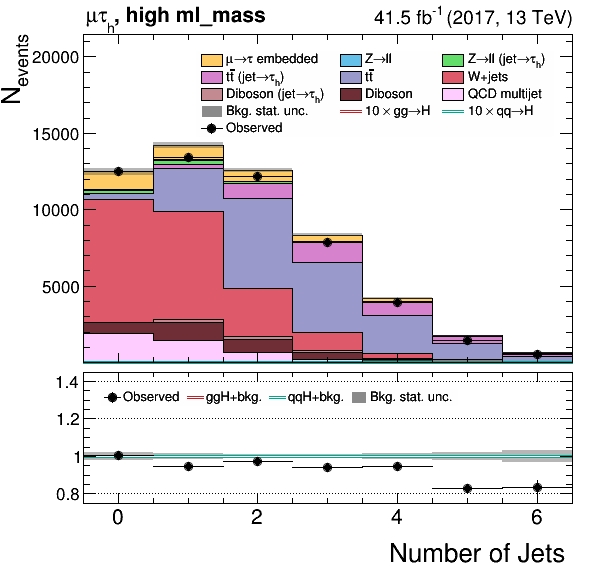 μτh, high ml_mass 41.5 fb⁻¹ (2017, 13 TeV)
Nevents
20000
15000
10000
5000
μ→τ embedded Z→ll Z→ll (jet→τh)
tt̄ (jet→τh) tt̄ W+jets
Diboson (jet→τh) Diboson QCD multijet
Bkg. stat. unc. 10 × gg→H 10 × qq→H
Observed
1.4
1.2
1
0.8
Observed ggH+bkg. qqH+bkg. Bkg. stat. unc.
0 2 4 6
Number of Jets